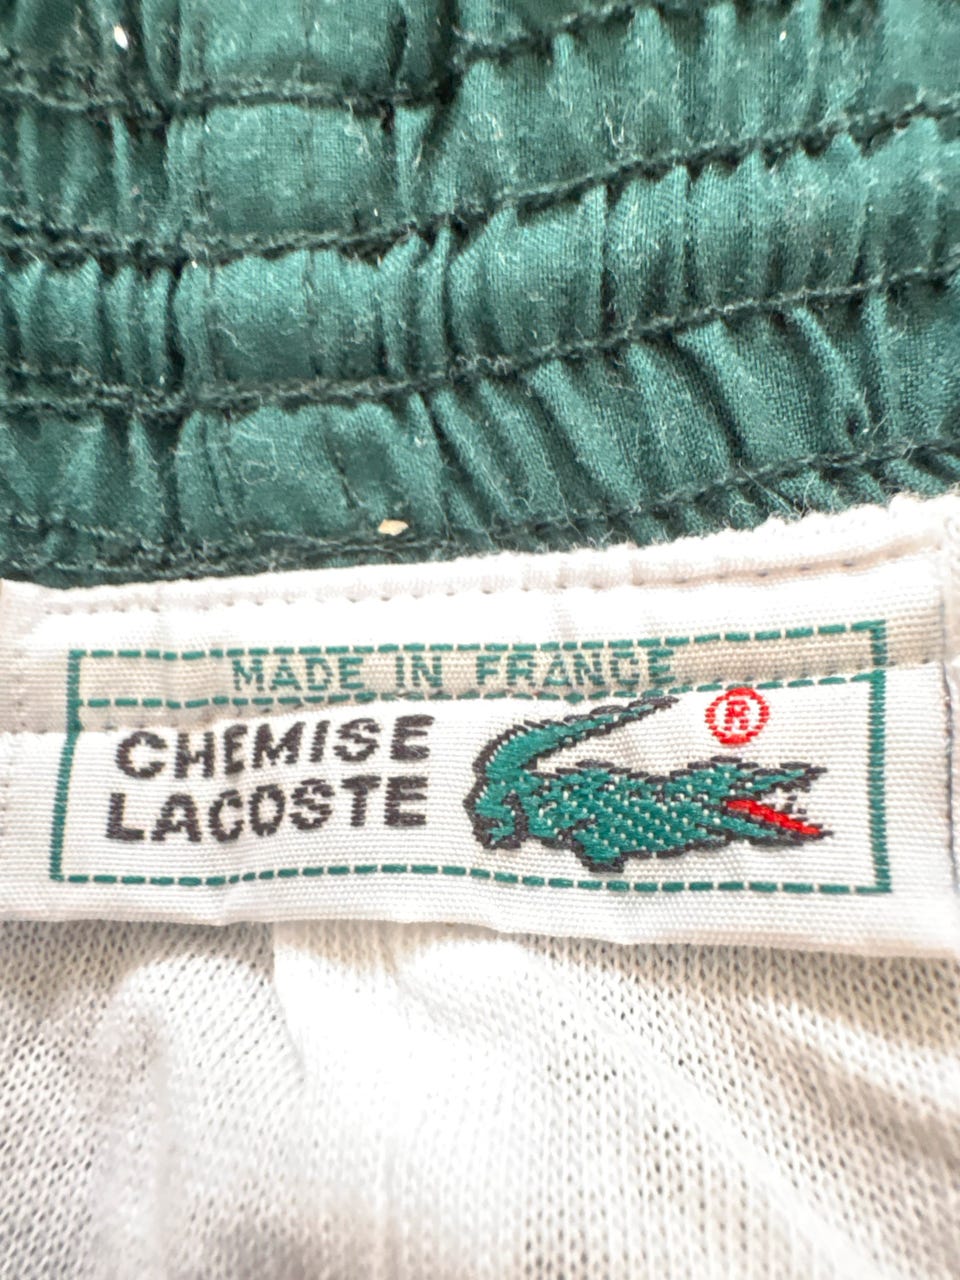 MADE IN FRANCE
CHEMISE
LACOSTE
®